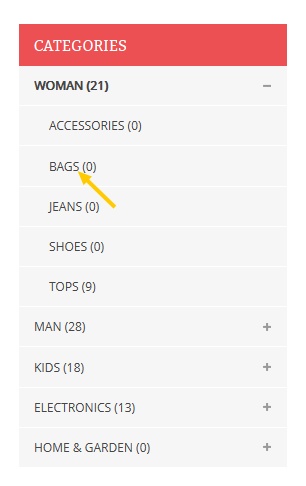 CATEGORIES
WOMAN (21)
ACCESSORIES (0)
BAGS (0)
JEANS (0)
SHOES (0)
TOPS (9)
MAN (28)
KIDS (18)
ELECTRONICS (13)
HOME & GARDEN (0)